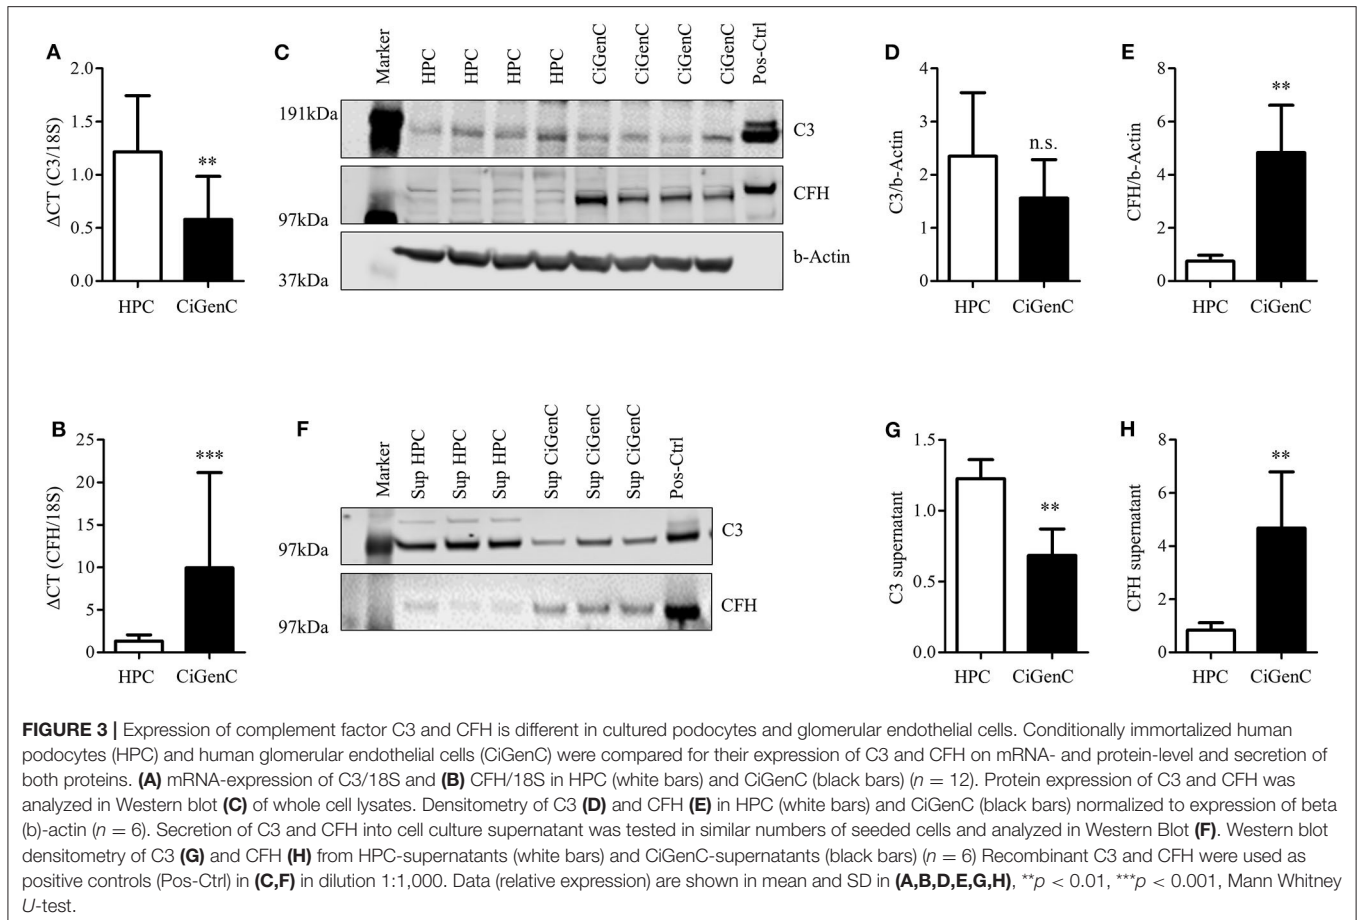 A
2.0
1.5
1.0
0.5
0.0
ΔCT (C3/18S)
**
HPC
CiGenC
C
Marker
HPC
HPC
HPC
HPC
CiGenC
CiGenC
CiGenC
CiGenC
Pos-Ctrl
191kDa
C3
97kDa
CFH
37kDa
b-Actin
D
4
3
2
1
0
C3/b-Actin
n.s.
HPC
CiGenC
E
8
6
4
2
0
CFH/b-Actin
**
HPC
CiGenC
B
25
20
15
10
5
0
ΔCT (CFH/18S)
***
HPC
CiGenC
F
Marker
Sup HPC
Sup HPC
Sup HPC
Sup CiGenC
Sup CiGenC
Sup CiGenC
Pos-Ctrl
97kDa
C3
97kDa
CFH
G
1.5
1.0
0.5
0.0
C3 supernatant
**
HPC
CiGenC
H
8
6
4
2
0
CFH supernatant
**
HPC
CiGenC
FIGURE 3 | Expression of complement factor C3 and CFH is different in cultured podocytes and glomerular endothelial cells. Conditionally immortalized human
podocytes (HPC) and human glomerular endothelial cells (CiGenC) were compared for their expression of C3 and CFH on mRNA- and protein-level and secretion of
both proteins. (A) mRNA-expression of C3/18S and (B) CFH/18S in HPC (white bars) and CiGenC (black bars) (n = 12). Protein expression of C3 and CFH was
analyzed in Western blot (C) of whole cell lysates. Densitometry of C3 (D) and CFH (E) in HPC (white bars) and CiGenC (black bars) normalized to expression of beta
(b)-actin (n = 6). Secretion of C3 and CFH into cell culture supernatant was tested in similar numbers of seeded cells and analyzed in Western Blot (F). Western blot
densitometry of C3 (G) and CFH (H) from HPC-supernatants (white bars) and CiGenC-supernatants (black bars) (n = 6) Recombinant C3 and CFH were used as
positive controls (Pos-Ctrl) in (C,F) in dilution 1:1,000. Data (relative expression) are shown in mean and SD in (A,B,D,E,G,H), **p < 0.01, ***p < 0.001, Mann Whitney
U-test.